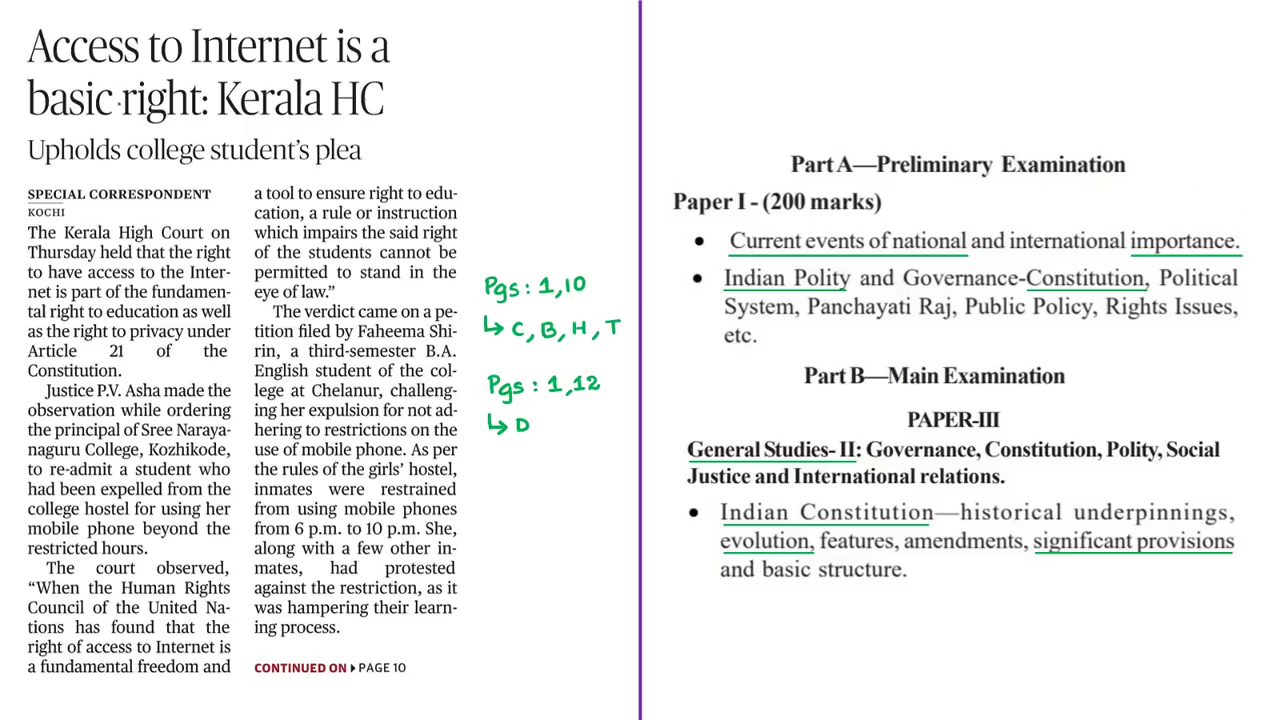 Access to Internet is a
basic right: Kerala HC
Upholds college student's plea
SPECIAL CORRESPONDENT
KOCHI
The Kerala High Court on
Thursday held that the right
to have access to the Inter-
net is part of the fundamen-
tal right to education as well
as the right to privacy under
Article 21 of the
Constitution.
Justice P.V. Asha made the
observation while ordering
the principal of Sree Naraya-
naguru College, Kozhikode,
to re-admit a student who
had been expelled from the
college hostel for using her
mobile phone beyond the
restricted hours.
The court observed,
“When the Human Rights
Council of the United Na-
tions has found that the
right of access to Internet is
a fundamental freedom and
a tool to ensure right to edu-
cation, a rule or instruction
which impairs the said right
of the students cannot be
permitted to stand in the
eye of law.”
The verdict came on a pe-
tition filed by Faheema Shi-
rin, a third-semester B.A.
English student of the col-
lege at Chelanur, challeng-
ing her expulsion for not ad-
hering to restrictions on the
use of mobile phone. As per
the rules of the girls' hostel,
inmates were restrained
from using mobile phones
from 6 p.m. to 10 p.m. She,
along with a few other in-
mates, had protested
against the restriction, as it
was hampering their learn-
ing process.
CONTINUED ON PAGE 10
Pgs : 1,10
↳ C, B, H, T
Pgs : 1,12
↳ D
Part A—Preliminary Examination
Paper I - (200 marks)
• Current events of national and international importance.
• Indian Polity and Governance-Constitution, Political
System, Panchayati Raj, Public Policy, Rights Issues,
etc.
Part B—Main Examination
PAPER-III
General Studies- II: Governance, Constitution, Polity, Social
Justice and International relations.
• Indian Constitution—historical underpinnings,
evolution, features, amendments, significant provisions
and basic structure.